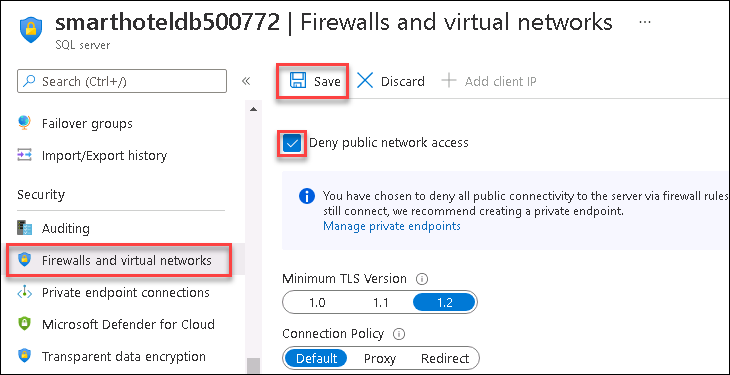 smarthoteldb500772 | Firewalls and virtual networks ...
SQL server
Search (Ctrl+/)
«
Save
Discard
Add client IP
Failover groups
Import/Export history
Security
Auditing
Firewalls and virtual networks
Private endpoint connections
Microsoft Defender for Cloud
Transparent data encryption
Deny public network access
You have chosen to deny all public connectivity to the server via firewall rules
still connect, we recommend creating a private endpoint.
Manage private endpoints
Minimum TLS Version
1.0 1.1 1.2
Connection Policy
Default Proxy Redirect